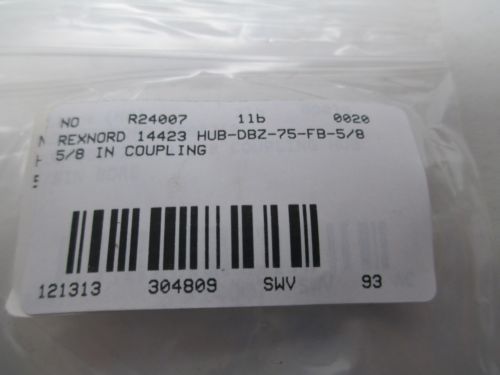 NO R24007 1lb 0020
REXNORD 14423 HUB-DBZ-75-FB-5/8
5/8 IN COUPLING
121313 304809 SWV 93